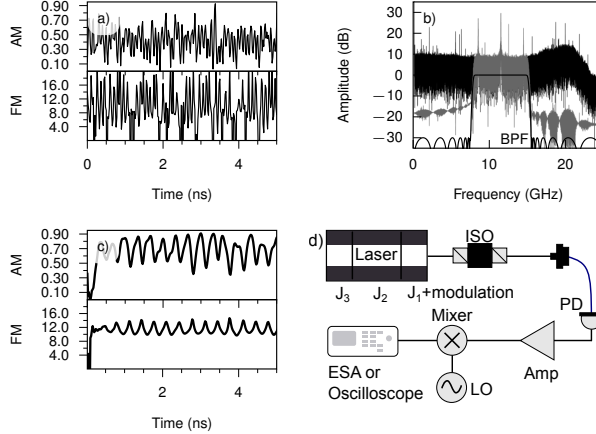 a)
AM
0.90
0.70
0.50
0.30
0.10
FM
16.0
12.0
8.0
4.0
0 2 4
Time (ns)
b)
Amplitude (dB)
30
20
10
0
−10
−20
−30
BPF
0 10 20
Frequency (GHz)
c)
AM
0.90
0.70
0.50
0.30
0.10
FM
16.0
12.0
8.0
4.0
0 2 4
Time (ns)
d)
Laser
ISO
J3 J2 J1+modulation
PD
Mixer
ESA or
Oscilloscope
LO
Amp